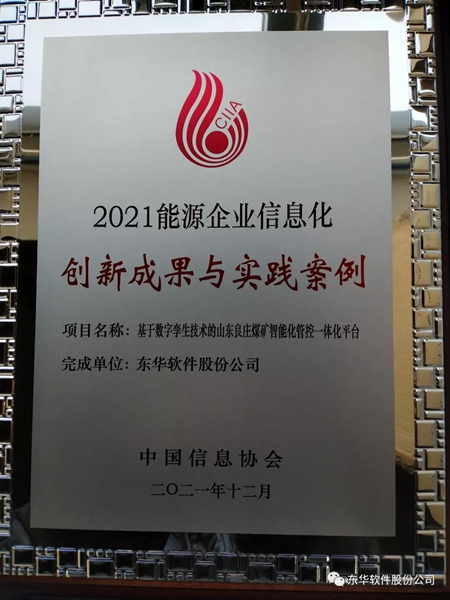 CIIA
2021能源企业信息化
创新成果与实践案例
项目名称：基于数字孪生技术的山东良庄煤矿智能化管控一体化平台
完成单位：东华软件股份公司
中国信息协会
二〇二一年十二月
东华软件股份公司